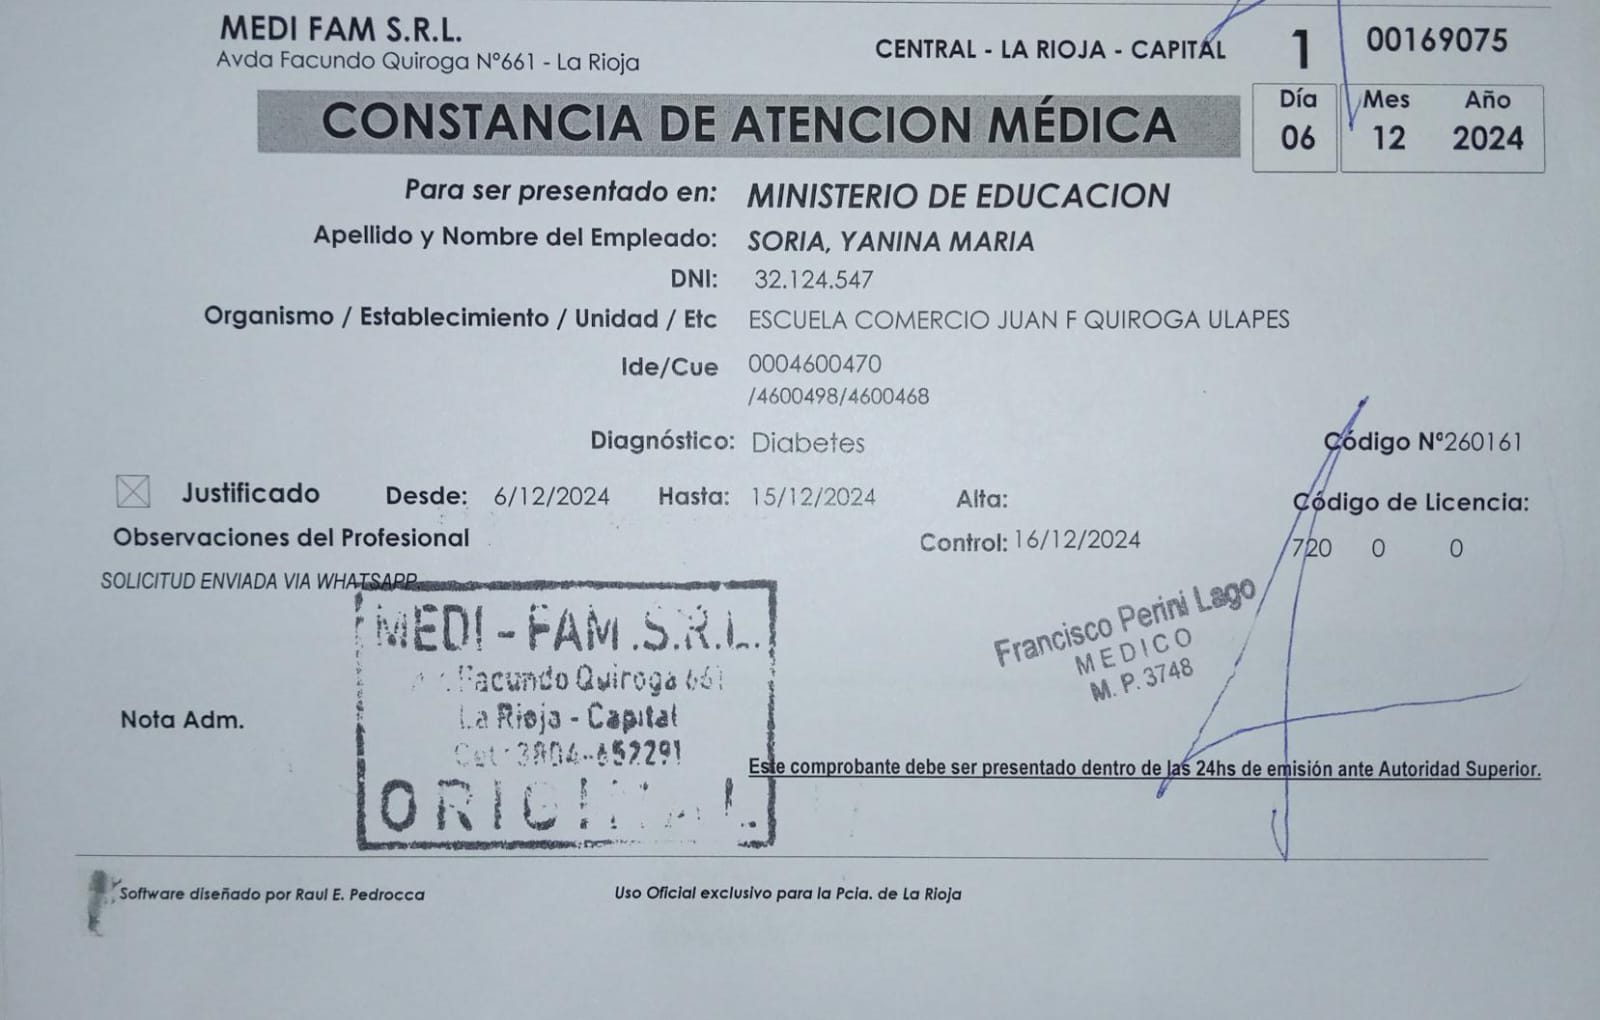 MEDI FAM S.R.L.
Avda Facundo Quiroga Nº661 - La Rioja
CENTRAL - LA RIOJA - CAPITAL 1 00169075
CONSTANCIA DE ATENCION MÉDICA
Día Mes Año
06 12 2024
Para ser presentado en: MINISTERIO DE EDUCACION
Apellido y Nombre del Empleado: SORIA, YANINA MARIA
DNI: 32.124.547
Organismo / Establecimiento / Unidad / Etc ESCUELA COMERCIO JUAN F QUIROGA ULAPES
Ide/Cue 0004600470
/4600498/4600468
Diagnóstico: Diabetes
Código Nº260161
Justificado Desde: 6/12/2024 Hasta: 15/12/2024 Alta:
Código de Licencia:
Observaciones del Profesional
Control: 16/12/2024
720 0 0
SOLICITUD ENVIADA VIA WHATSAPP
MEDI - FAM .S.R.L.
Facundo Quiroga 661
La Rioja - Capital
3804-652291
Francisco Perini Lago
MEDICO
M. P. 3748
Nota Adm.
Este comprobante debe ser presentado dentro de las 24hs de emisión ante Autoridad Superior.
Software diseñado por Raul E. Pedrocca
Uso Oficial exclusivo para la Pcia. de La Rioja